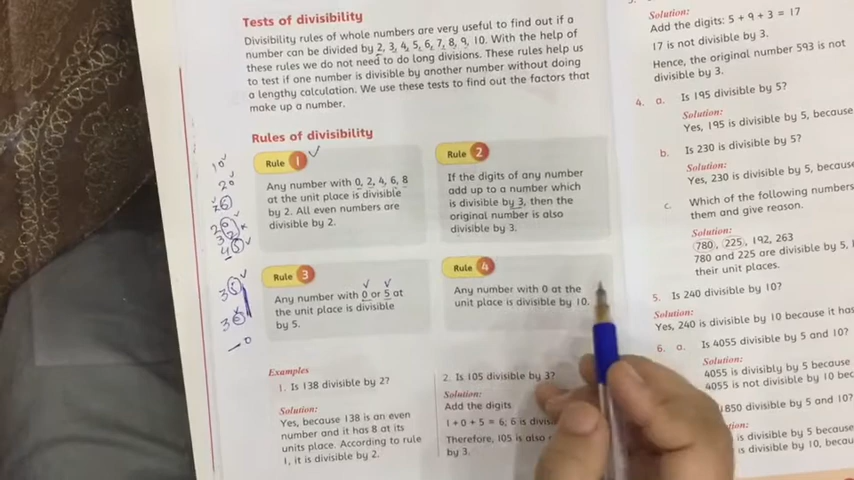 Tests of divisibility
Divisibility rules of whole numbers are very useful to find out if a
number can be divided by 2, 3, 4, 5, 6, 7, 8, 9, 10. With the help of
these rules we do not need to do long divisions. These rules help us
to test if one number is divisible by another number without doing
a lengthy calculation. We use these tests to find out the factors that
make up a number.
Rules of divisibility
Rule 1
Any number with 0, 2, 4, 6, 8
at the unit place is divisible
by 2. All even numbers are
divisible by 2.
Rule 2
If the digits of any number
add up to a number which
is divisible by 3, then the
original number is also
divisible by 3.
Rule 3
Any number with 0 or 5 at
the unit place is divisible
by 5.
Rule 4
Any number with 0 at the
unit place is divisible by 10.
Examples
1. Is 138 divisible by 2?
Solution:
Yes, because 138 is an even
number and it has 8 at its
units place. According to rule
1, it is divisible by 2.
2. Is 105 divisible by 3?
Solution:
Add the digits
1 + 0 + 5 = 6, 6 is
Therefore, 105 is also
by 3.
Solution:
Add the digits: 5 + 9 + 3 = 17
17 is not divisible by 3.
Hence, the original number 593 is not
divisible by 3.
4. a. Is 195 divisible by 5?
Solution:
Yes, 195 is divisible by 5, because
b. Is 230 divisible by 5?
Solution:
Yes, 230 is divisible by 5, because
c. Which of the following numbers
them and give reason.
Solution:
780, 225, 192, 263
780 and 225 are divisible by 5,
their unit places.
5. Is 240 divisible by 10?
Solution:
Yes, 240 is divisible by 10 because it has
6. a. Is 4055 divisible by 5 and 10?
Solution:
4055 is divisibly by 5 because
4055 is not divisible by
1850 divisible by 5 and 10?
is divisible by 5 because
is divisible by 10, because
10
20